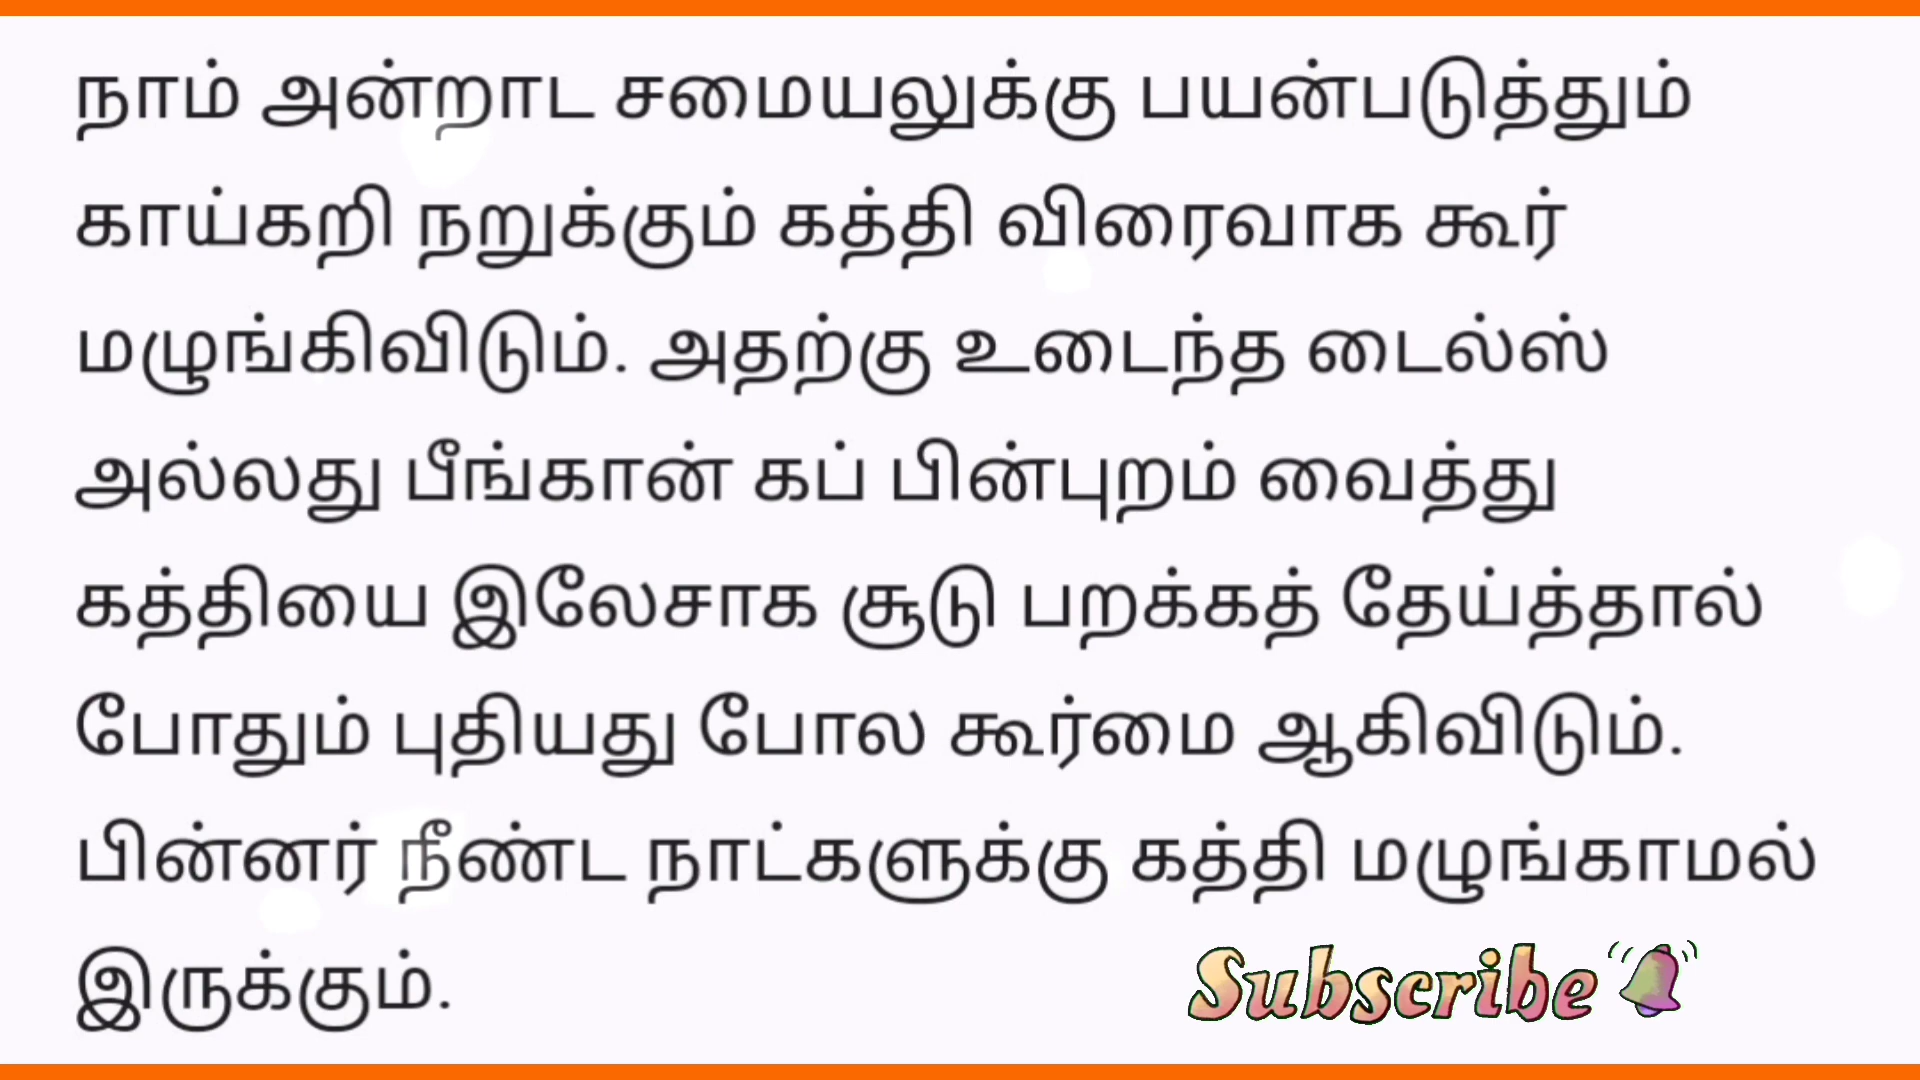 நாம் அன்றாட சமையலுக்கு பயன்படுத்தும்
காய்கறி நறுக்கும் கத்தி விரைவாக கூர்
மழுங்கிவிடும். அதற்கு உடைந்த டைல்ஸ்
அல்லது பீங்கான் கப் பின்புறம் வைத்து
கத்தியை இலேசாக சூடு பறக்கத் தேய்த்தால்
போதும் புதியது போல கூர்மை ஆகிவிடும்.
பின்னர் நீண்ட நாட்களுக்கு கத்தி மழுங்காமல்
இருக்கும்.
Subscribe